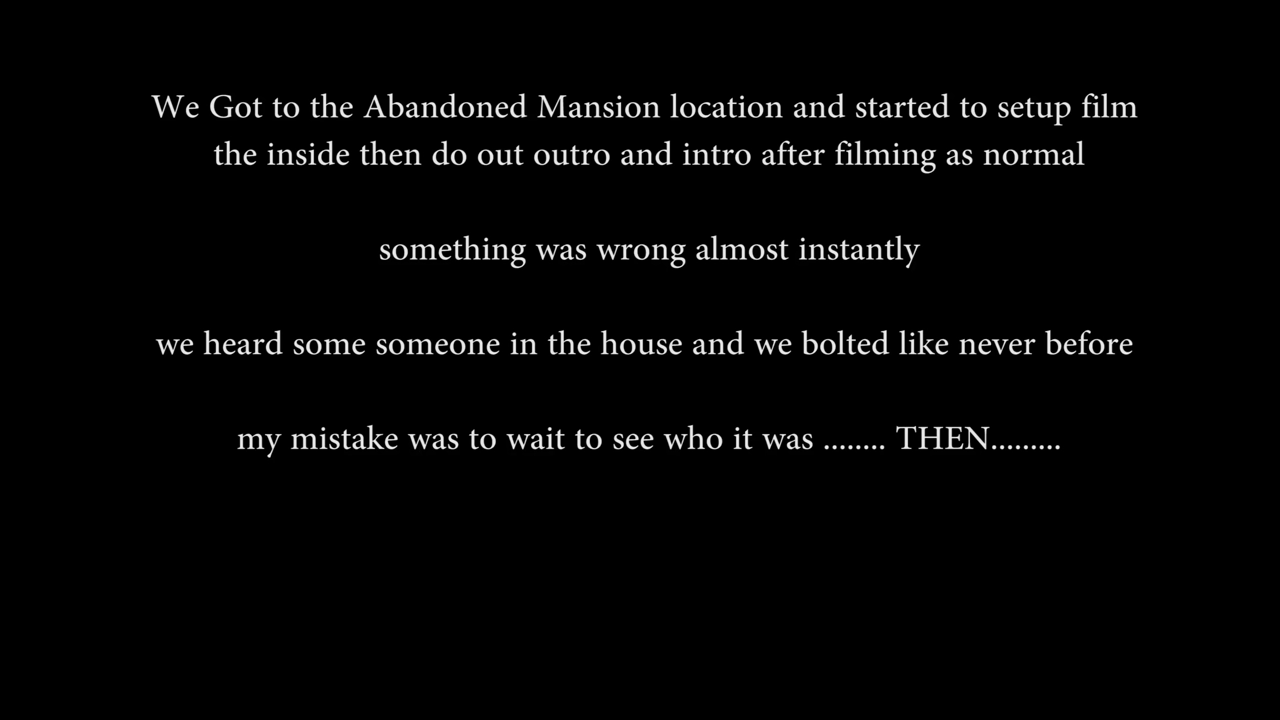 We Got to the Abandoned Mansion location and started to setup film
the inside then do out outro and intro after filming as normal
something was wrong almost instantly
we heard some someone in the house and we bolted like never before
my mistake was to wait to see who it was ........ THEN.........